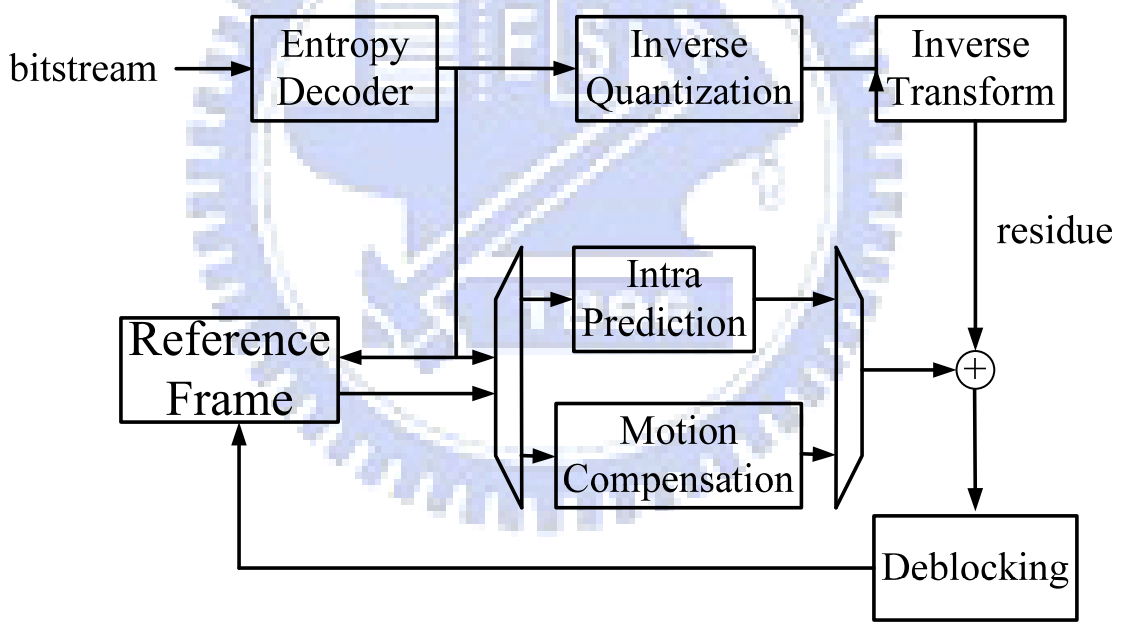 bitstream
Entropy
Decoder
Inverse
Quantization
Inverse
Transform
residue
Intra
Prediction
Reference
Frame
+
Motion
Compensation
Deblocking